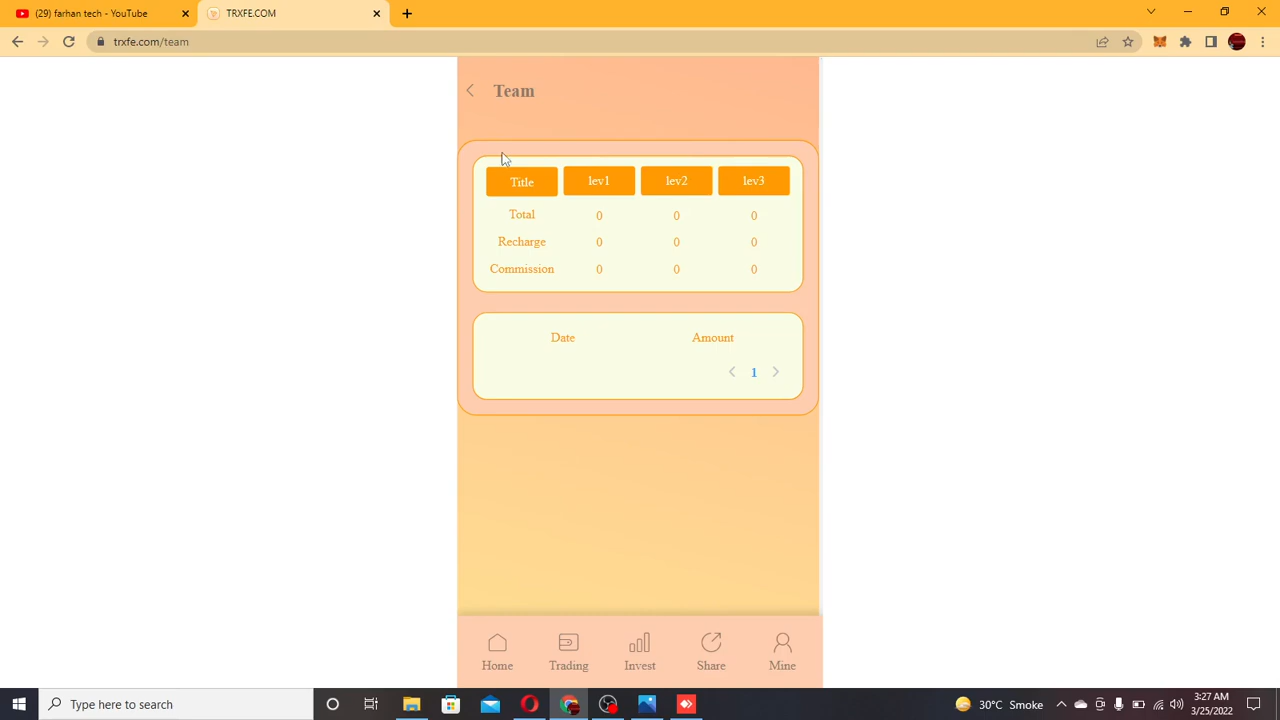 (29) farhan tech - YouTube
TRXFE.COM
trxfe.com/team
Team
Title lev1 lev2 lev3
Total 0 0 0
Recharge 0 0 0
Commission 0 0 0
Date Amount
1
Home Trading Invest Share Mine
Type here to search
30°C Smoke
3:27 AM
3/25/2022